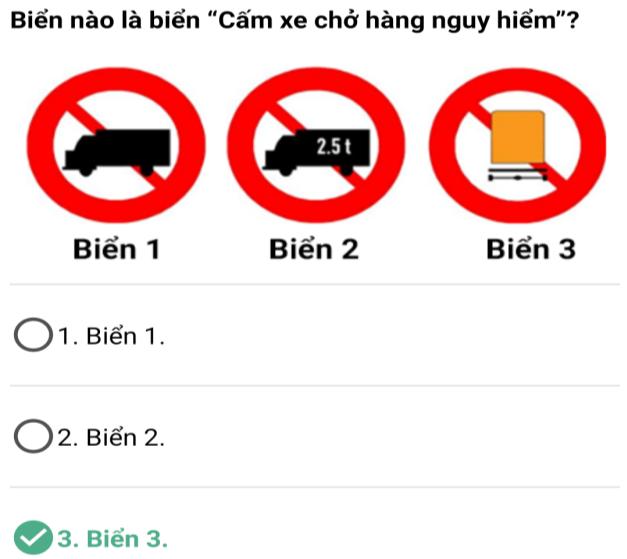 Biển nào là biển “Cấm xe chở hàng nguy hiểm”?
2.5 t
Biển 1 Biển 2 Biển 3
1. Biển 1.
2. Biển 2.
3. Biển 3.